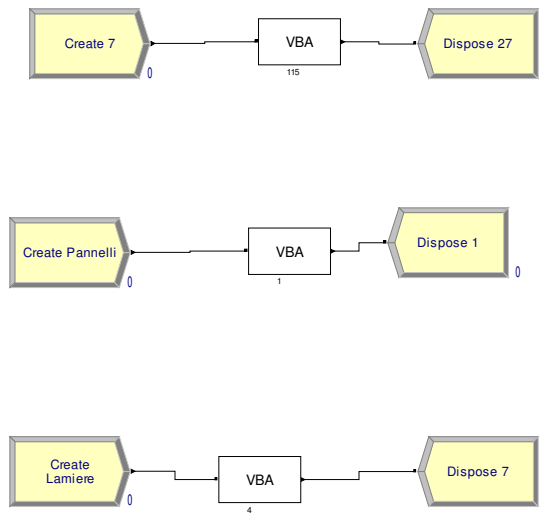 Create 7
VBA
Dispose 27
0
115
Create Pannelli
VBA
Dispose 1
0
1
0
Create
Lamiere
VBA
Dispose 7
0
4